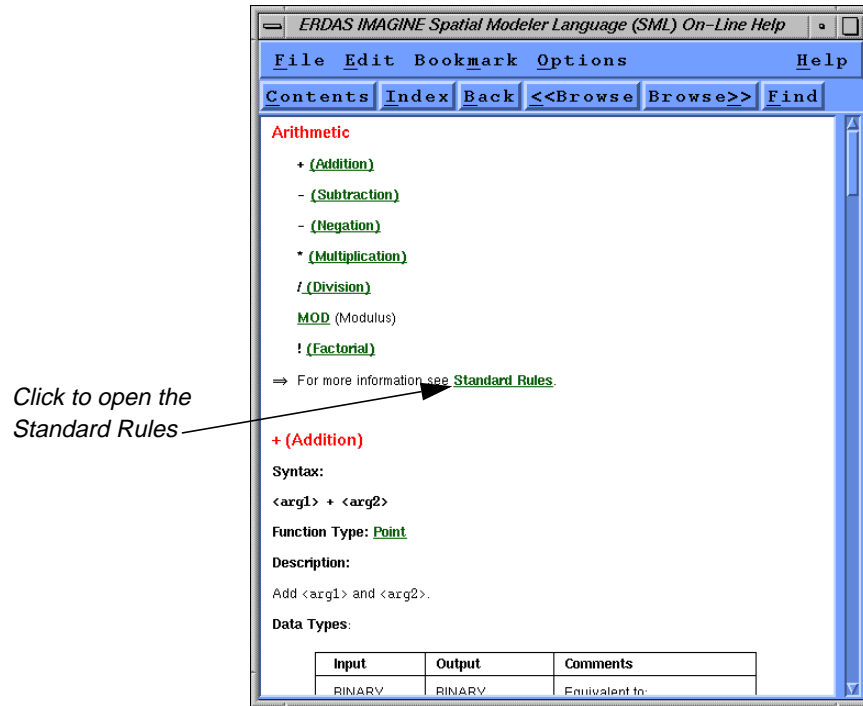 ERDAS IMAGINE Spatial Modeler Language (SML) On-Line Help
File Edit Bookmark Options Help
Contents Index Back <<Browse Browse>> Find
Arithmetic
+ (Addition)
- (Subtraction)
- (Negation)
* (Multiplication)
/ (Division)
MOD (Modulus)
! (Factorial)
⇒ For more information see Standard Rules.
Click to open the
Standard Rules
+ (Addition)
Syntax:
<arg1> + <arg2>
Function Type: Point
Description:
Add <arg1> and <arg2>.
Data Types:
Input Output Comments
BINARY BINARY Equivalent to: